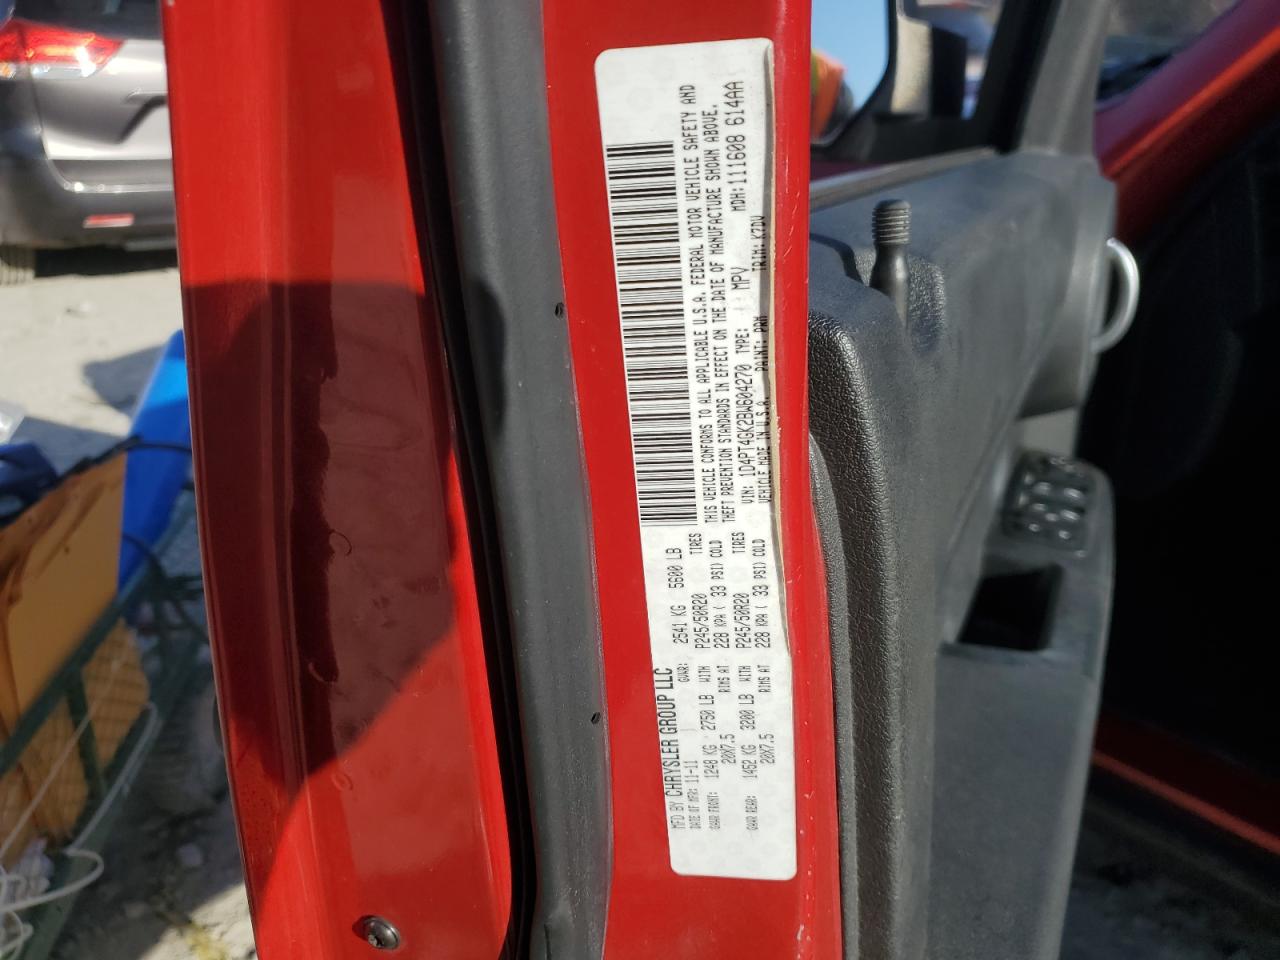 MFD BY CHRYSLER GROUP LLC
DATE OF MFR: 11-11 GVWR: 2541 KG 5600 LB
GAWR FRONT: 1248 KG 2750 LB WITH P245/50R20 TIRES
20X7.5 RIMS AT 228 KPA ( 33 PSI) COLD
GAWR REAR: 1452 KG 3200 LB WITH P245/50R20 TIRES
20X7.5 RIMS AT 228 KPA ( 33 PSI) COLD
THIS VEHICLE CONFORMS TO ALL APPLICABLE U.S.A. FEDERAL MOTOR VEHICLE SAFETY AND
THEFT PREVENTION STANDARDS IN EFFECT ON THE DATE OF MANUFACTURE SHOWN ABOVE.
VIN: 1D4PT4GK2BW604270 TYPE: MPV MDH: 111608 614AA
VEHICLE MADE IN U.S.A. PAINT: PRH TRIM: K7DV